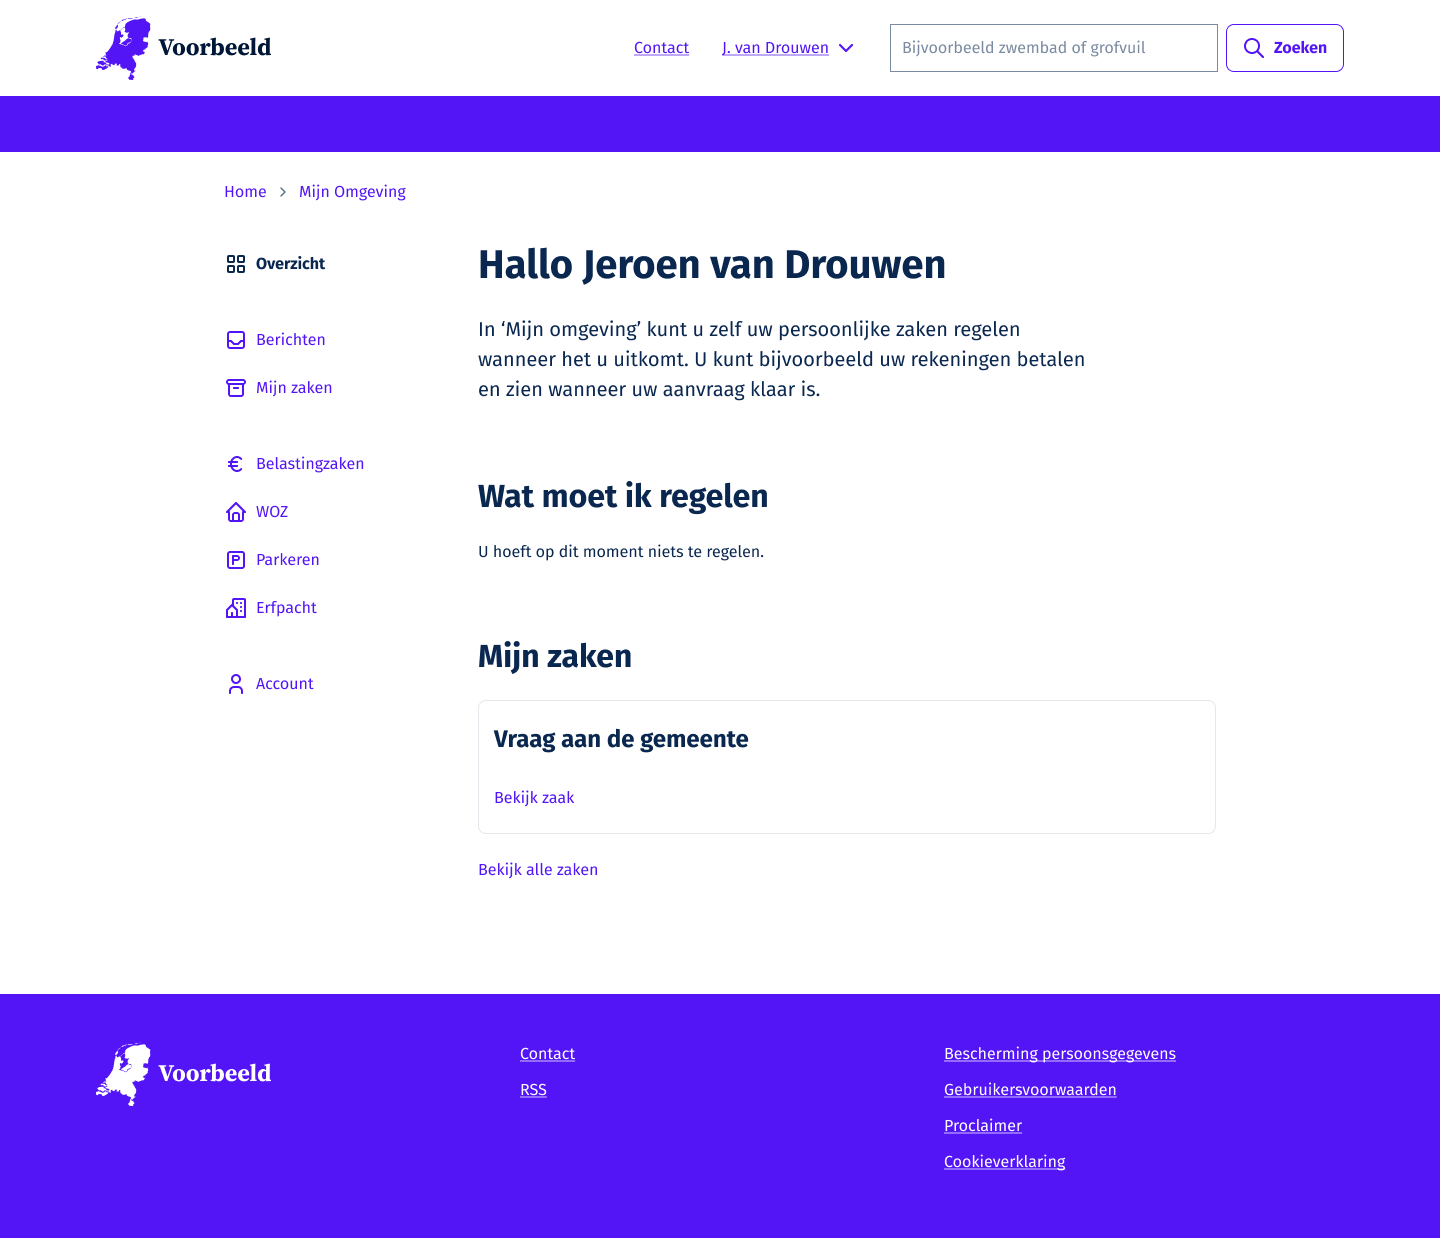 Voorbeeld
Contact
J. van Drouwen
Bijvoorbeeld zwembad of grofvuil
Zoeken
Home
Mijn Omgeving
Overzicht
Berichten
Mijn zaken
Belastingzaken
WOZ
Parkeren
Erfpacht
Account
Hallo Jeroen van Drouwen
In ‘Mijn omgeving’ kunt u zelf uw persoonlijke zaken regelen
wanneer het u uitkomt. U kunt bijvoorbeeld uw rekeningen betalen
en zien wanneer uw aanvraag klaar is.
Wat moet ik regelen
U hoeft op dit moment niets te regelen.
Mijn zaken
Vraag aan de gemeente
Bekijk zaak
Bekijk alle zaken
Voorbeeld
Contact
RSS
Bescherming persoonsgegevens
Gebruikersvoorwaarden
Proclaimer
Cookieverklaring